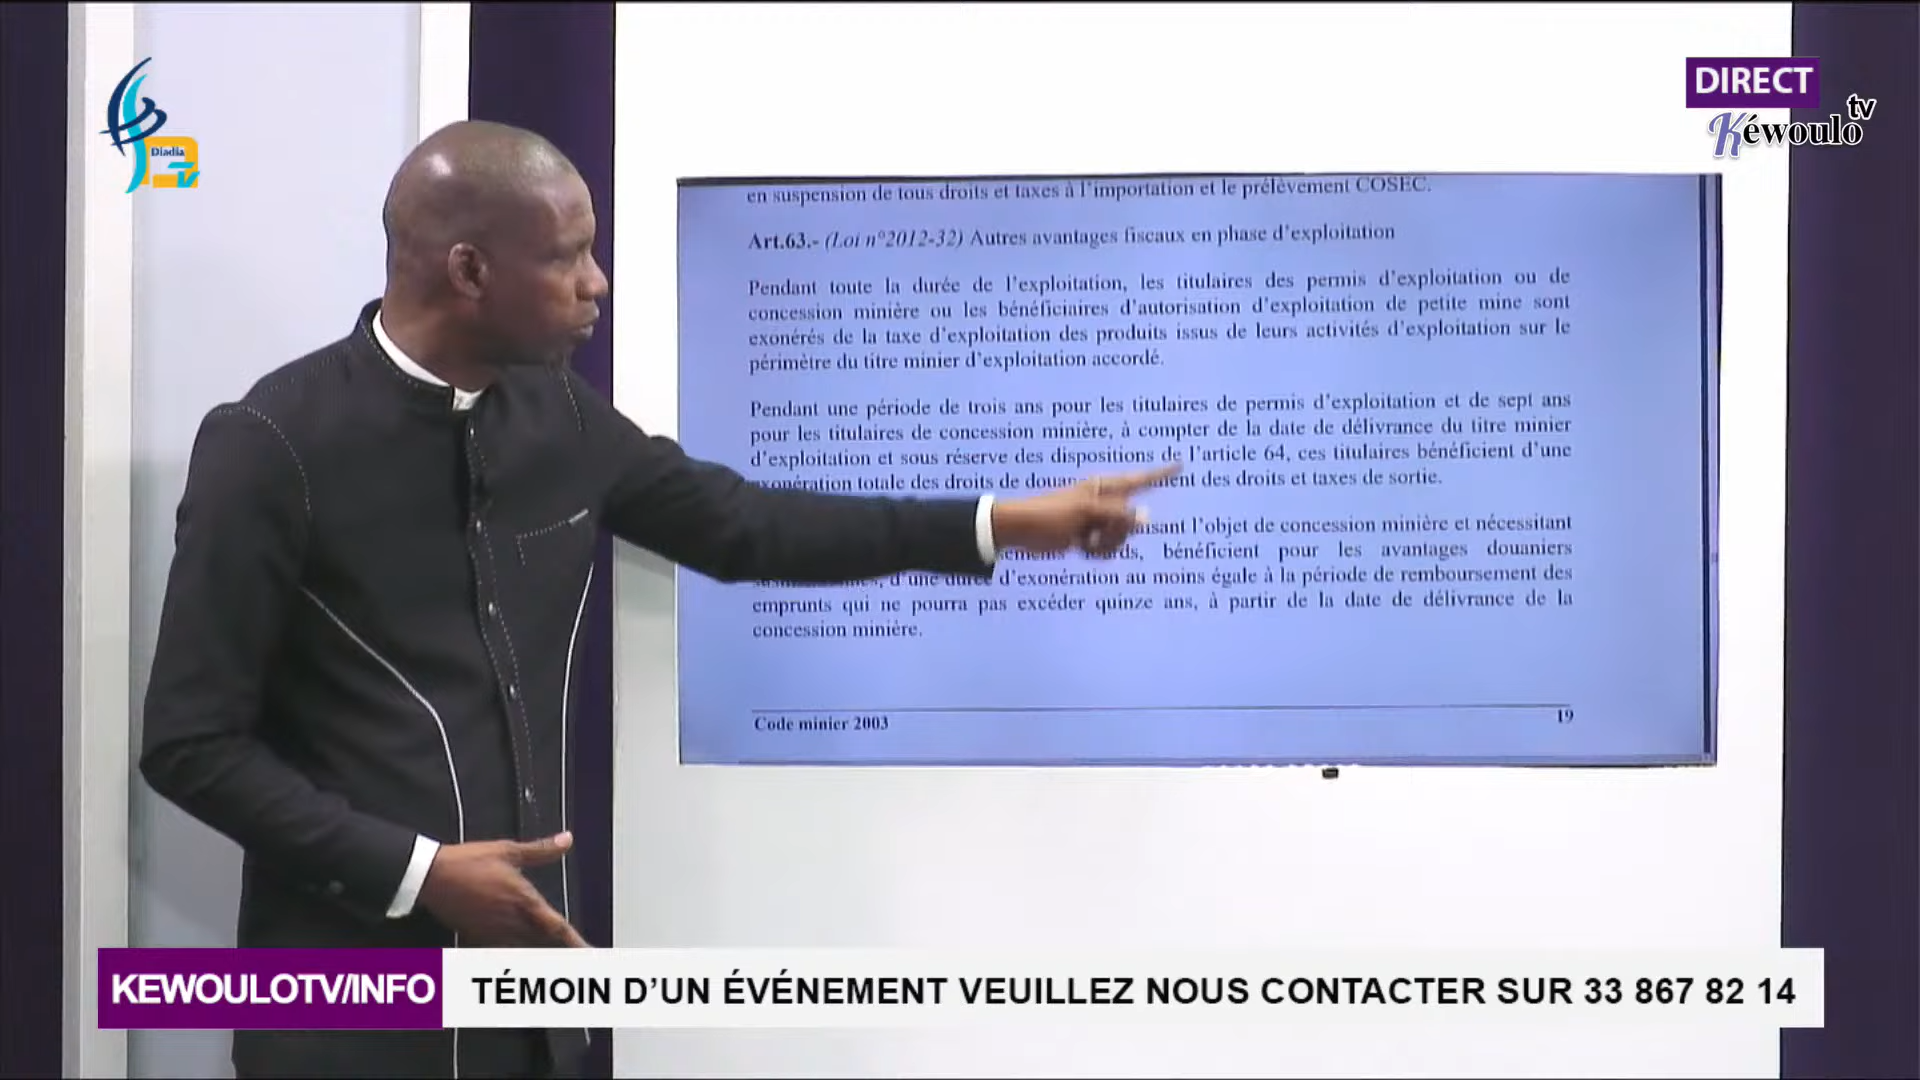 DIRECT
Kéwoulo tv
Diadia
TV
en suspension de tous droits et taxes à l'importation et le prélèvement COSEC.
Art.63.- (Loi n°2012-32) Autres avantages fiscaux en phase d'exploitation
Pendant toute la durée de l'exploitation, les titulaires des permis d'exploitation ou de
concession minière ou les bénéficiaires d'autorisation d'exploitation de petite mine sont
exonérés de la taxe d'exploitation des produits issus de leurs activités d'exploitation sur le
périmètre du titre minier d'exploitation accordé.
Pendant une période de trois ans pour les titulaires de permis d'exploitation et de sept ans
pour les titulaires de concession minière, à compter de la date de délivrance du titre minier
d'exploitation et sous réserve des dispositions de l'article 64, ces titulaires bénéficient d'une
exonération totale des droits de des droits et taxes de sortie.
l'objet de concession minière et nécessitant
bénéficient pour les avantages douaniers
d'une durée d'exonération au moins égale à la période de remboursement des
emprunts qui ne pourra pas excéder quinze ans, à partir de la date de délivrance de la
concession minière.
Code minier 2003 19
KEWOULOTV/INFO TÉMOIN D'UN ÉVÉNEMENT VEUILLEZ NOUS CONTACTER SUR 33 867 82 14